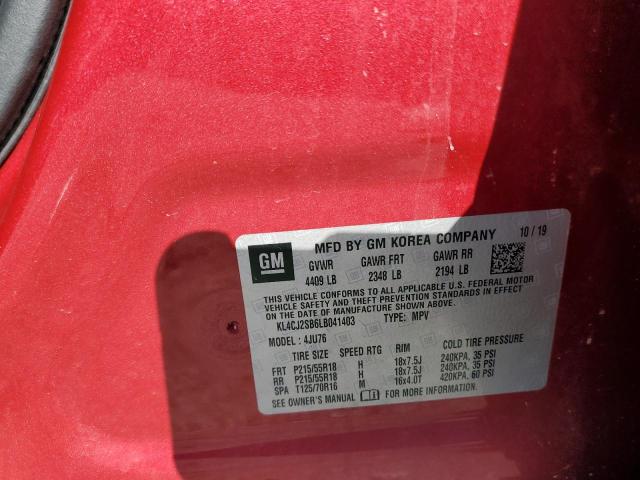 GM
MFD BY GM KOREA COMPANY 10 / 19
GVWR GAWR FRT GAWR RR
4409 LB 2348 LB 2194 LB
THIS VEHICLE CONFORMS TO ALL APPLICABLE U.S. FEDERAL MOTOR
VEHICLE SAFETY AND THEFT PREVENTION STANDARDS IN EFFECT ON
THE DATE OF MANUFACTURE SHOWN ABOVE.
KL4CJ2SB6LB041403 TYPE: MPV
MODEL : 4JU76
TIRE SIZE SPEED RTG RIM COLD TIRE PRESSURE
FRT P215/55R18 H 18x7.5J 240KPA, 35 PSI
RR P215/55R18 H 18x7.5J 240KPA, 35 PSI
SPA T125/70R16 M 16x4.0T 420KPA, 60 PSI
SEE OWNER'S MANUAL FOR MORE INFORMATION